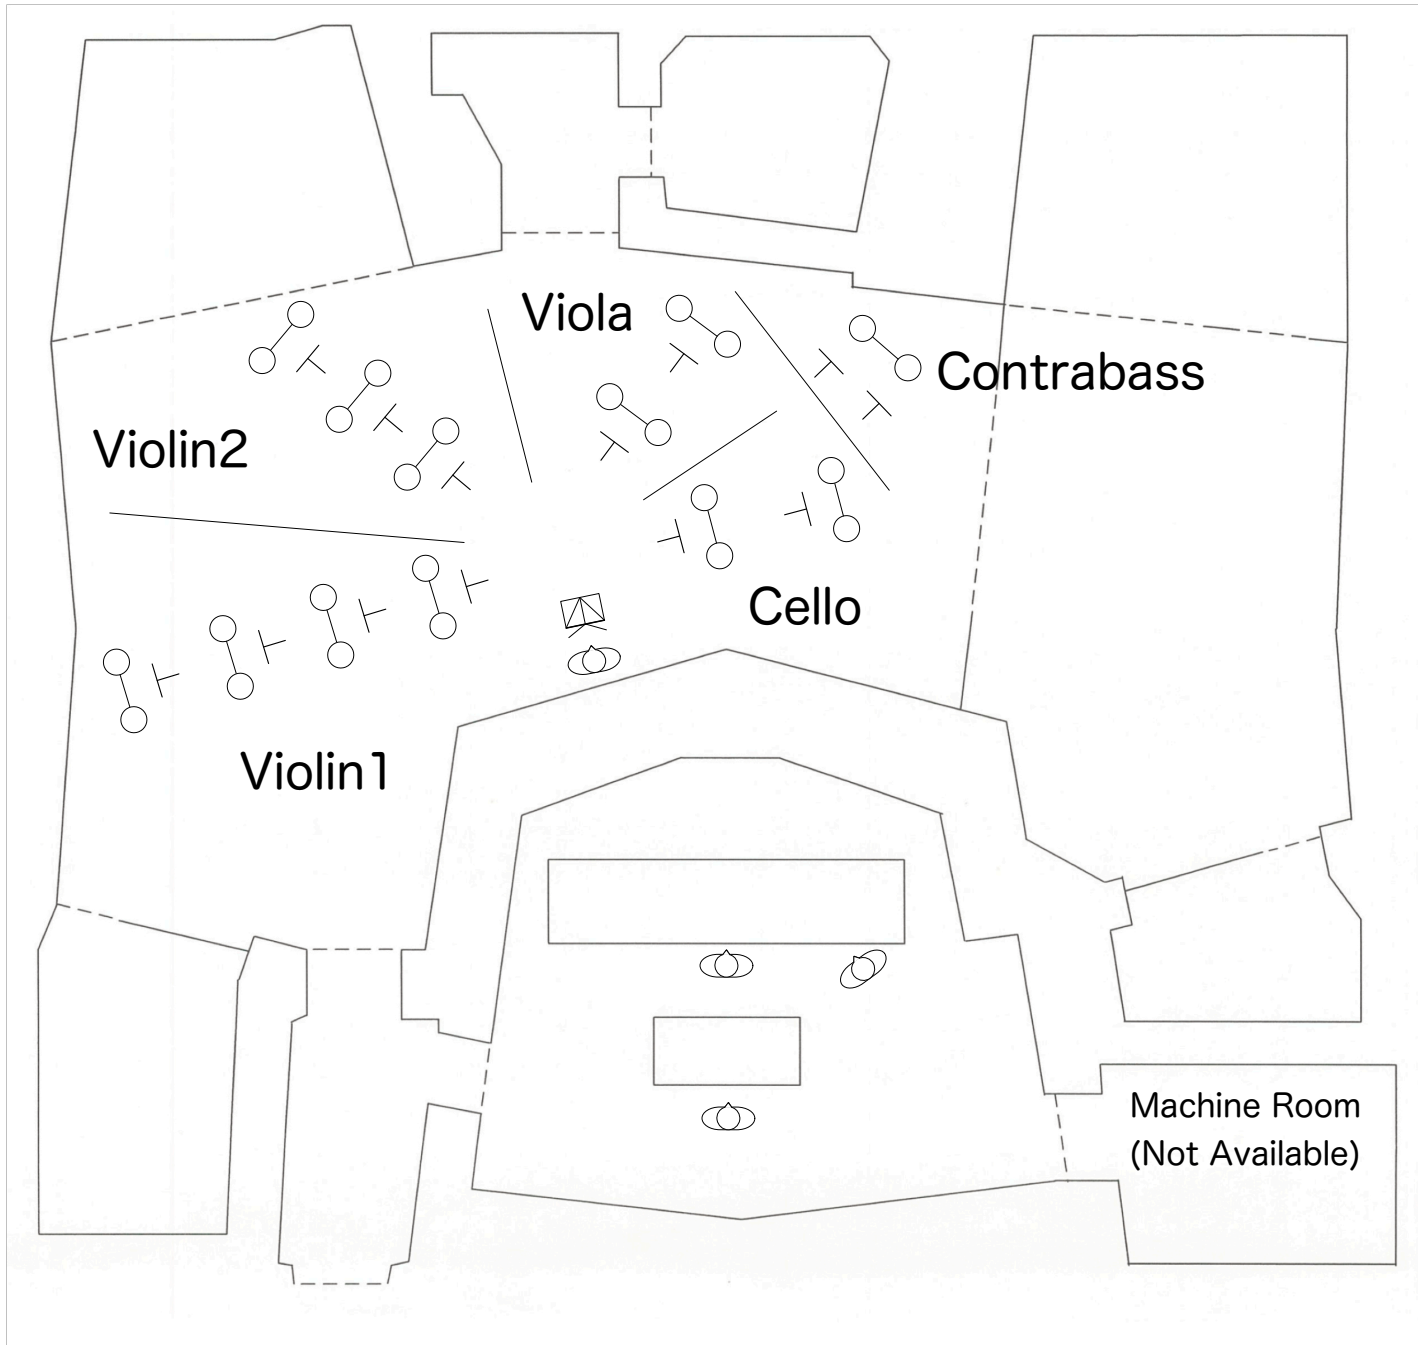 Viola
Contrabass
Violin2
Cello
Violin1
Machine Room
(Not Available)